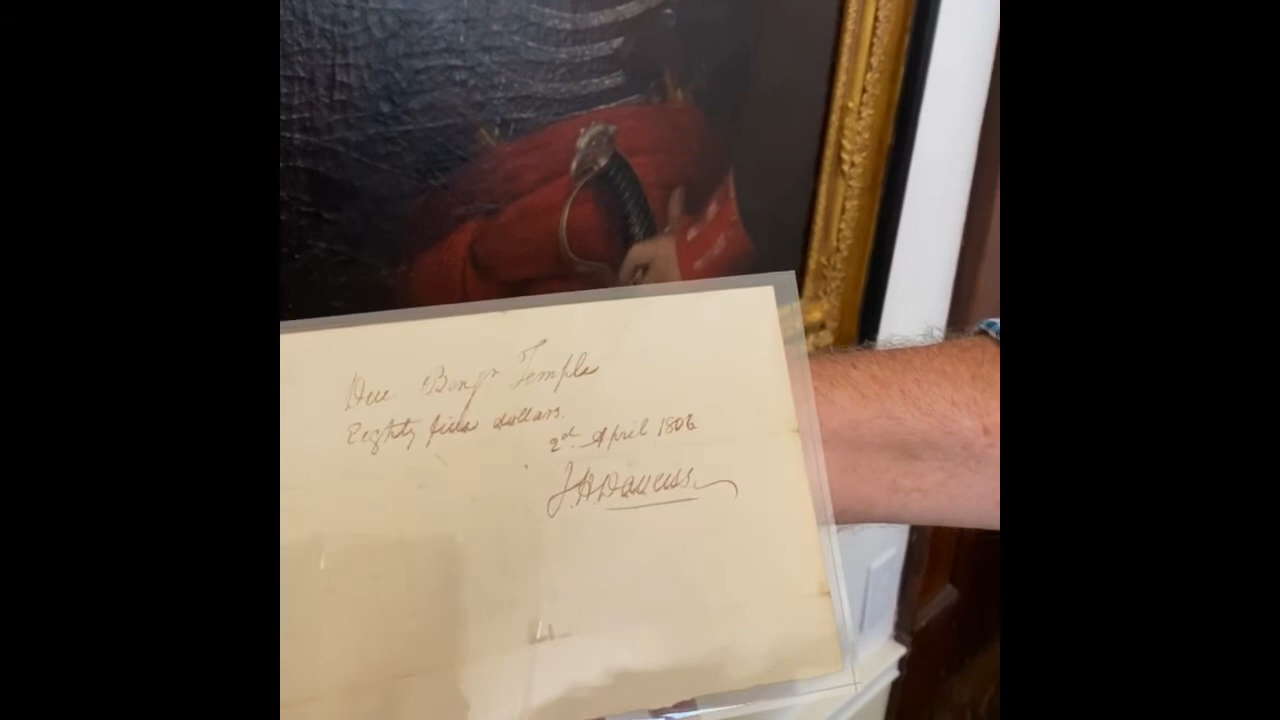 Due Benjn Temple
Eighty five dollars.
2d. April 1806
J. H. Daveiss